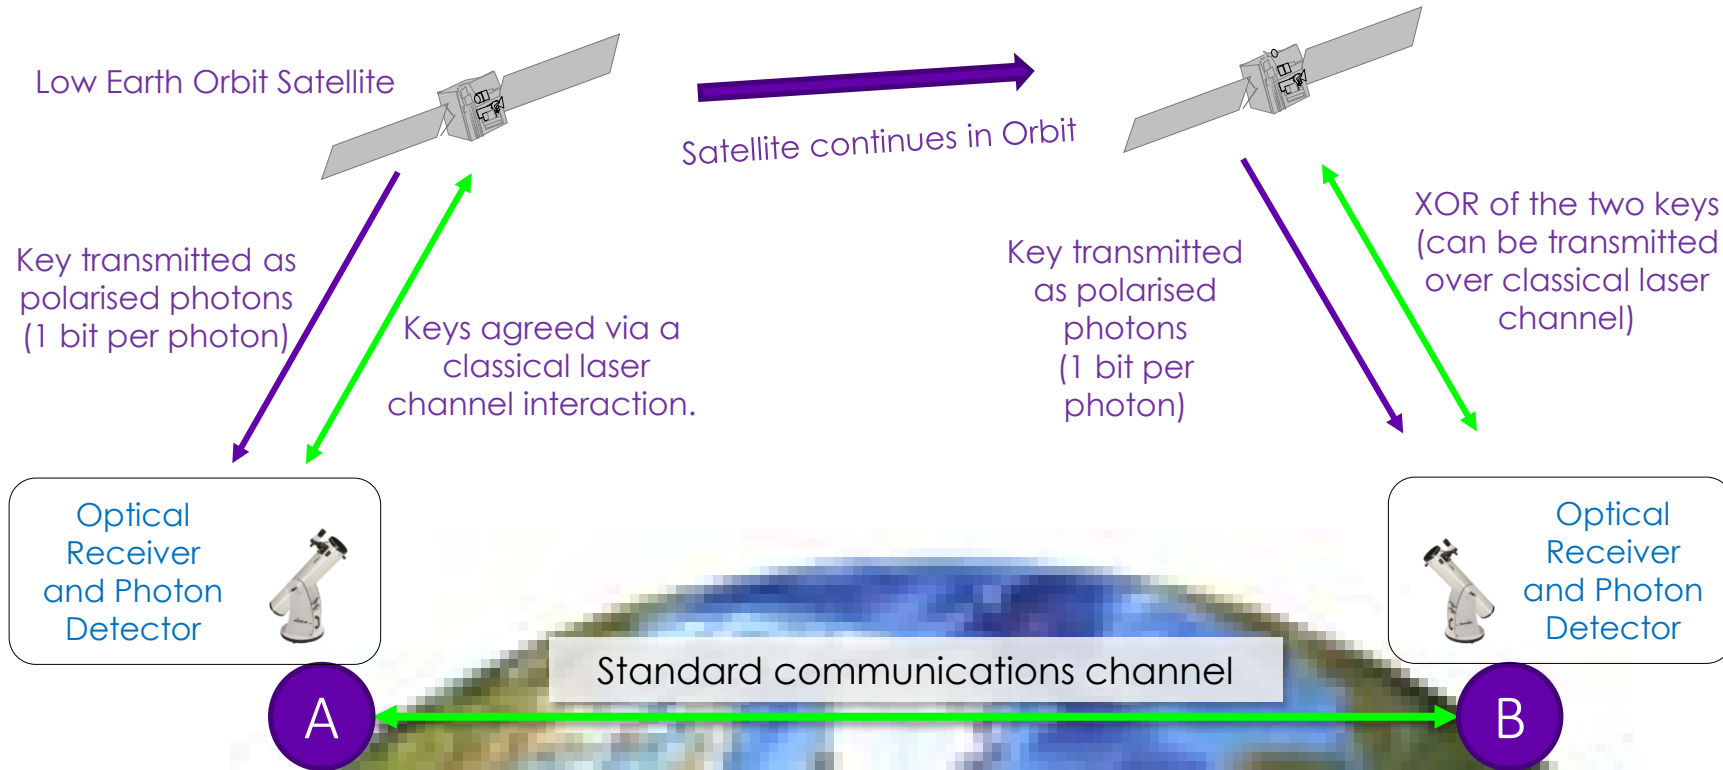 Low Earth Orbit Satellite
Satellite continues in Orbit
Key transmitted as
polarised photons
(1 bit per photon)
Keys agreed via a
classical laser
channel interaction.
Key transmitted
as polarised
photons
(1 bit per
photon)
XOR of the two keys
(can be transmitted
over classical laser
channel)
Optical
Receiver
and Photon
Detector
Optical
Receiver
and Photon
Detector
Standard communications channel
A
B